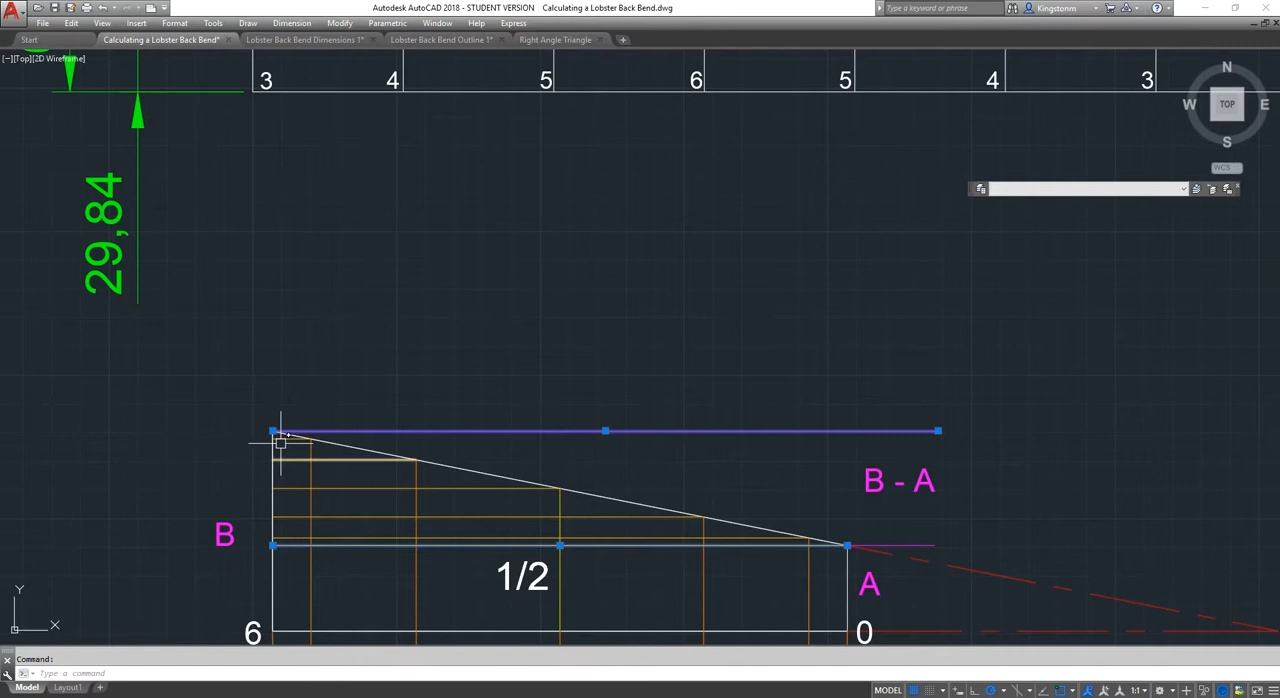 Autodesk AutoCAD 2018 - STUDENT VERSION Calculating a Lobster Back Bend.dwg
Type a keyword or phrase
Kingstonm
File Edit View Insert Format Tools Draw Dimension Modify Parametric Window Help Express
Start Calculating a Lobster Back Bend* Lobster Back Bend Dimensions 1* Lobster Back Bend Outline 1* Right Angle Triangle
[−][Top][2D Wireframe]
3 4 5 6 5 4 3
N
W TOP E
S
WCS
29,84
B - A
B
1/2
A
6 0
Y
X
Command:
Type a command
Model Layout1
MODEL 1:1